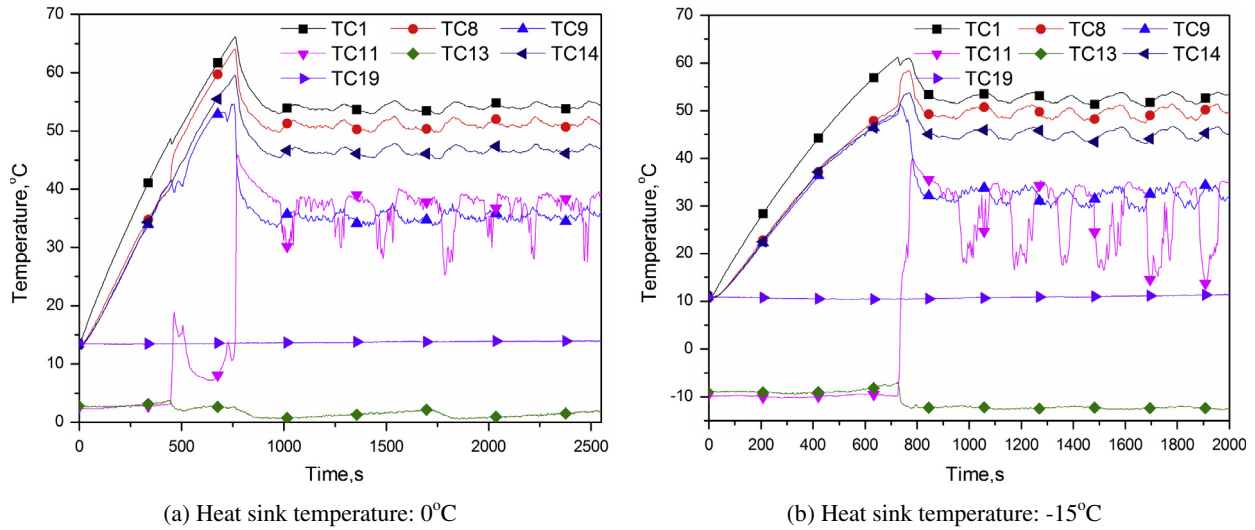 70
60
50
40
30
20
10
0
Temperature,°C
TC1 TC8 TC9
TC11 TC13 TC14
TC19
0 500 1000 1500 2000 2500
Time,s
(a) Heat sink temperature: 0°C
70
60
50
40
30
20
10
0
-10
Temperature,°C
TC1 TC8 TC9
TC11 TC13 TC14
TC19
0 200 400 600 800 1000 1200 1400 1600 1800 2000
Time,s
(b) Heat sink temperature: -15°C